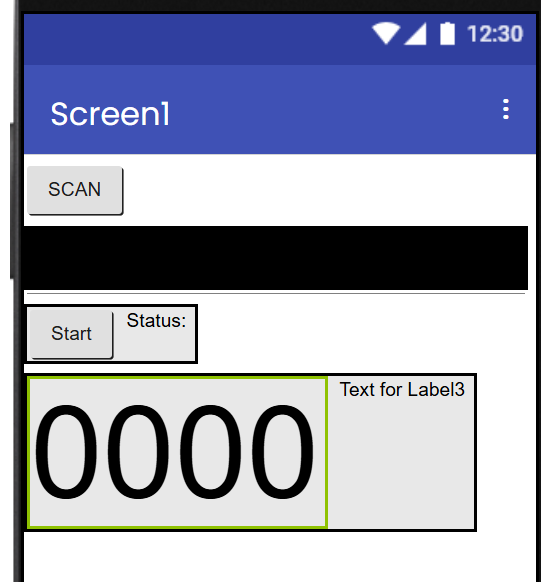 12:30
Screen1
SCAN
Start
Status:
0000
Text for Label3